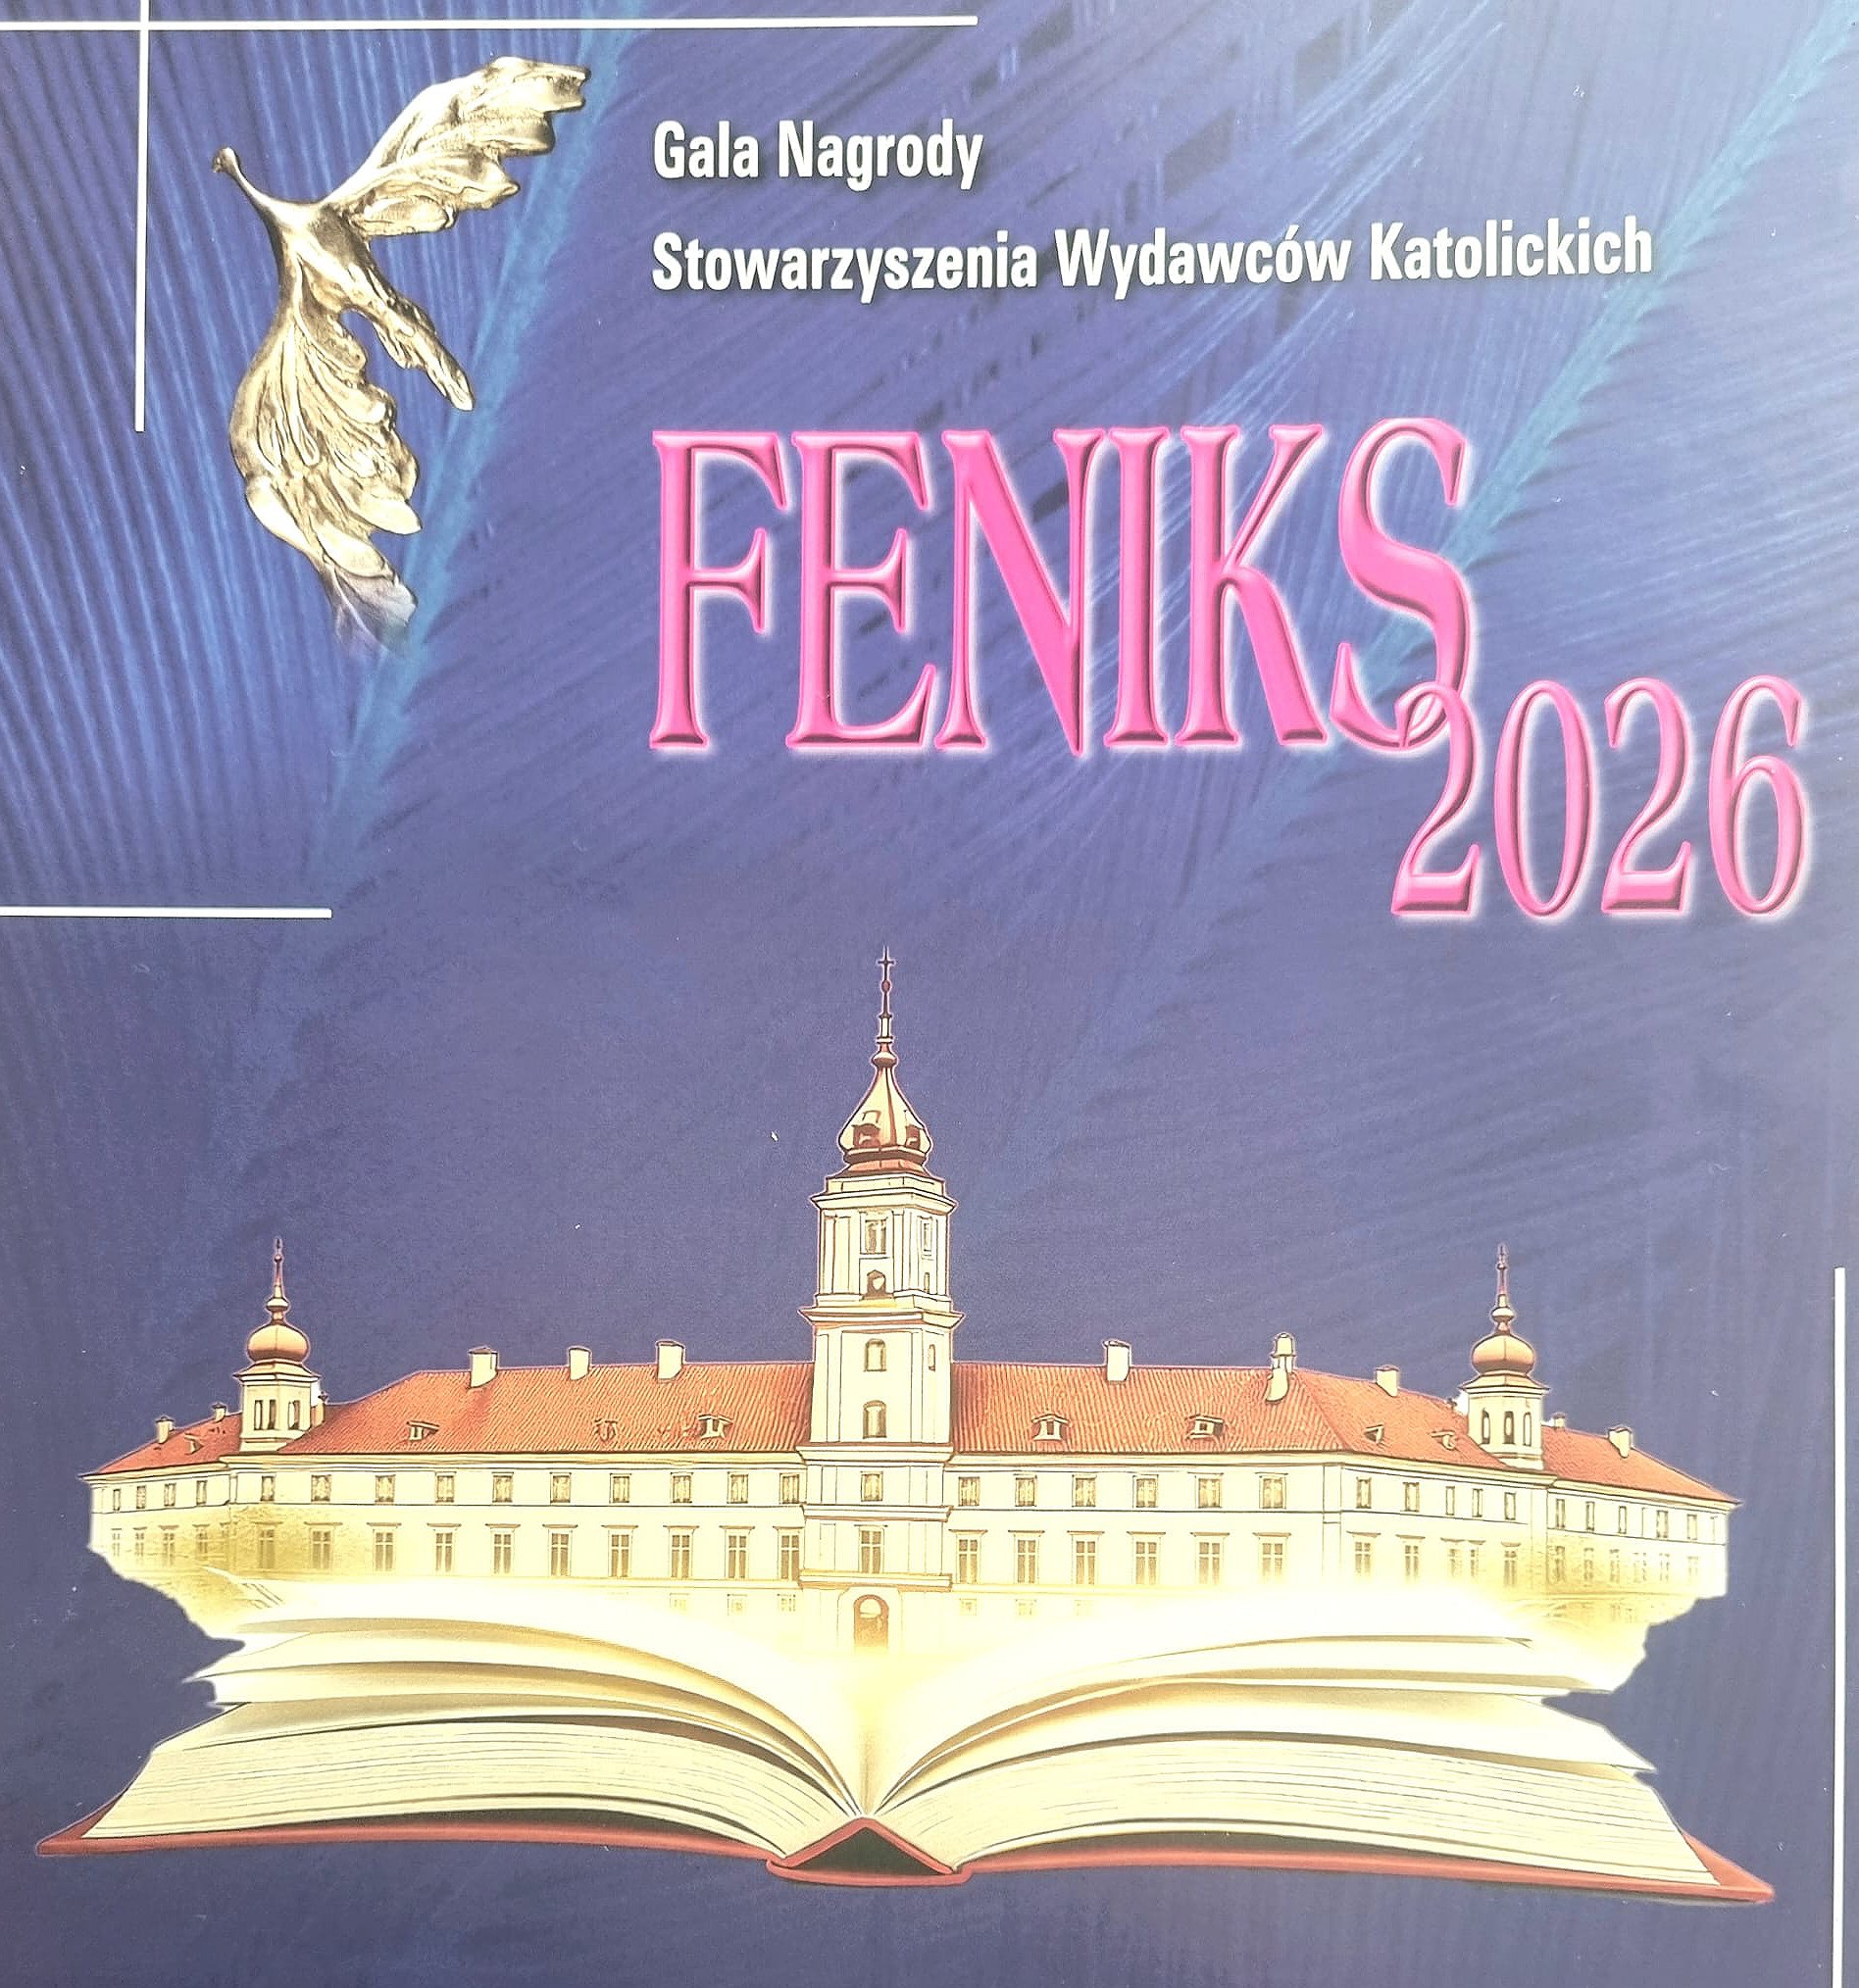 Gala Nagrody
Stowarzyszenia Wydawców Katolickich
FENIKS
2026